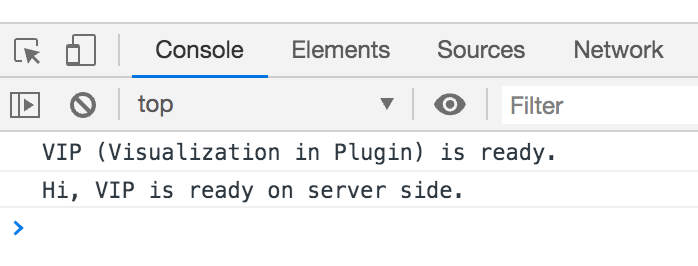 Console Elements Sources Network
top Filter
VIP (Visualization in Plugin) is ready.
Hi, VIP is ready on server side.